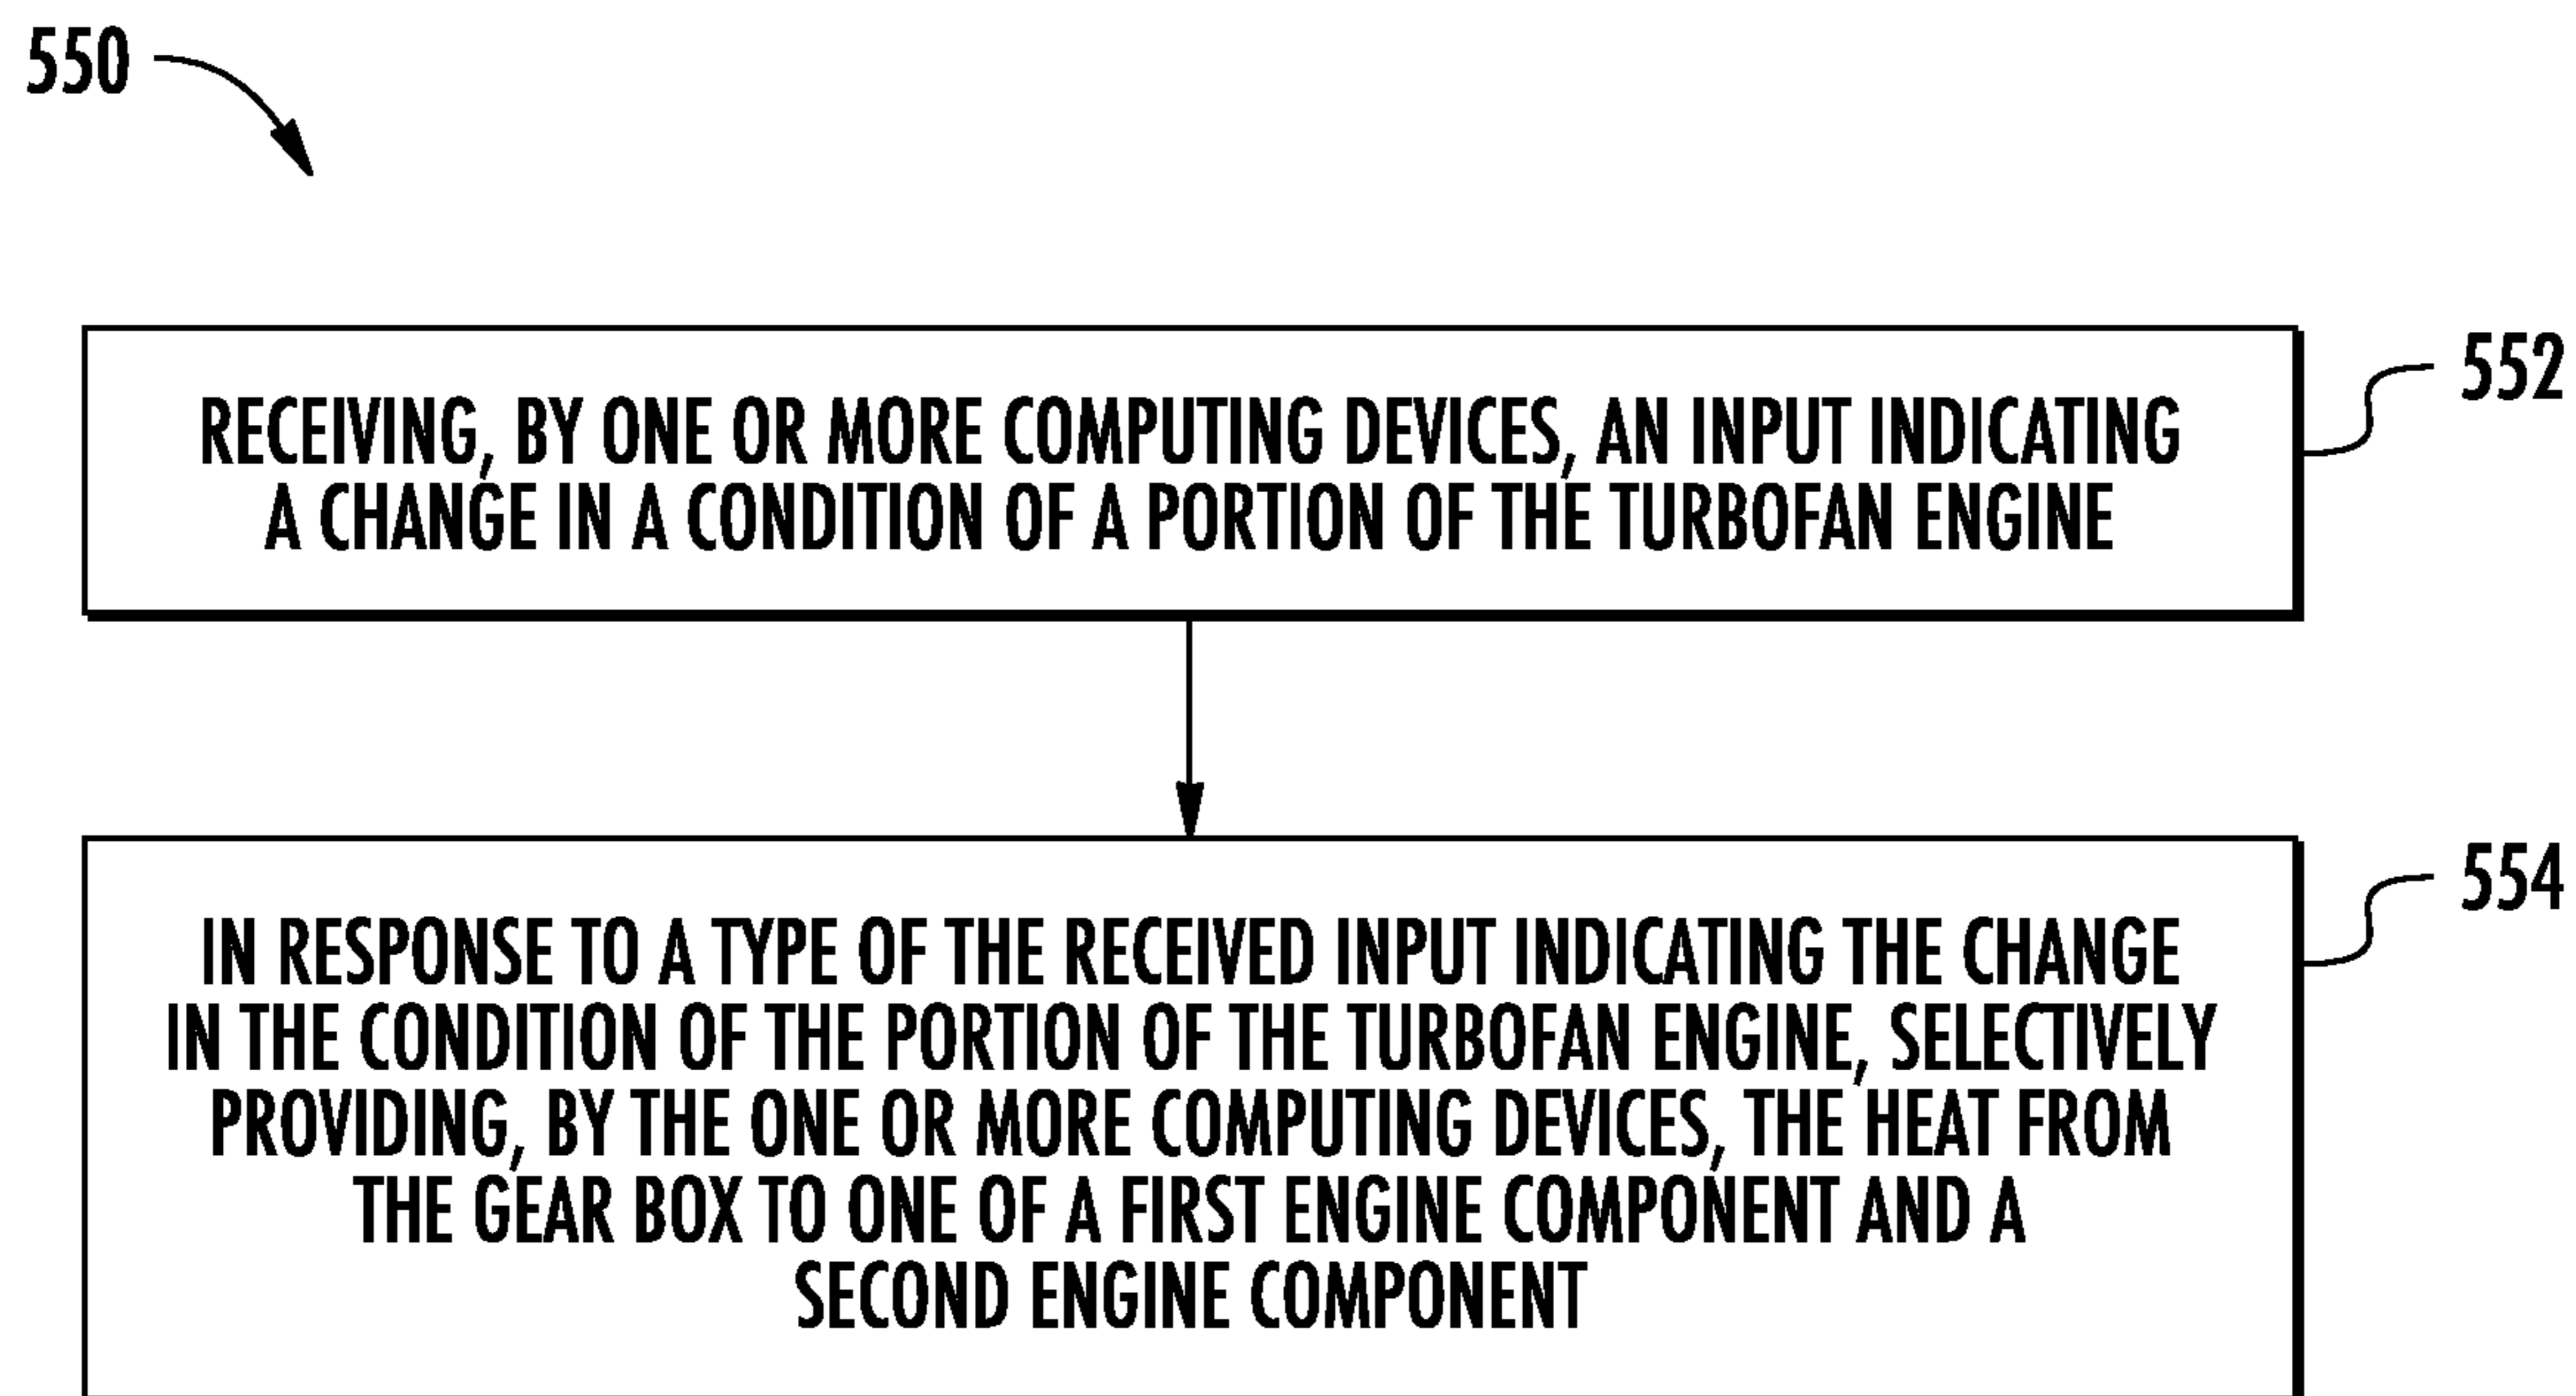 550
RECEIVING, BY ONE OR MORE COMPUTING DEVICES, AN INPUT INDICATING
A CHANGE IN A CONDITION OF A PORTION OF THE TURBOFAN ENGINE
552
IN RESPONSE TO A TYPE OF THE RECEIVED INPUT INDICATING THE CHANGE
IN THE CONDITION OF THE PORTION OF THE TURBOFAN ENGINE, SELECTIVELY
PROVIDING, BY THE ONE OR MORE COMPUTING DEVICES, THE HEAT FROM
THE GEAR BOX TO ONE OF A FIRST ENGINE COMPONENT AND A
SECOND ENGINE COMPONENT
554